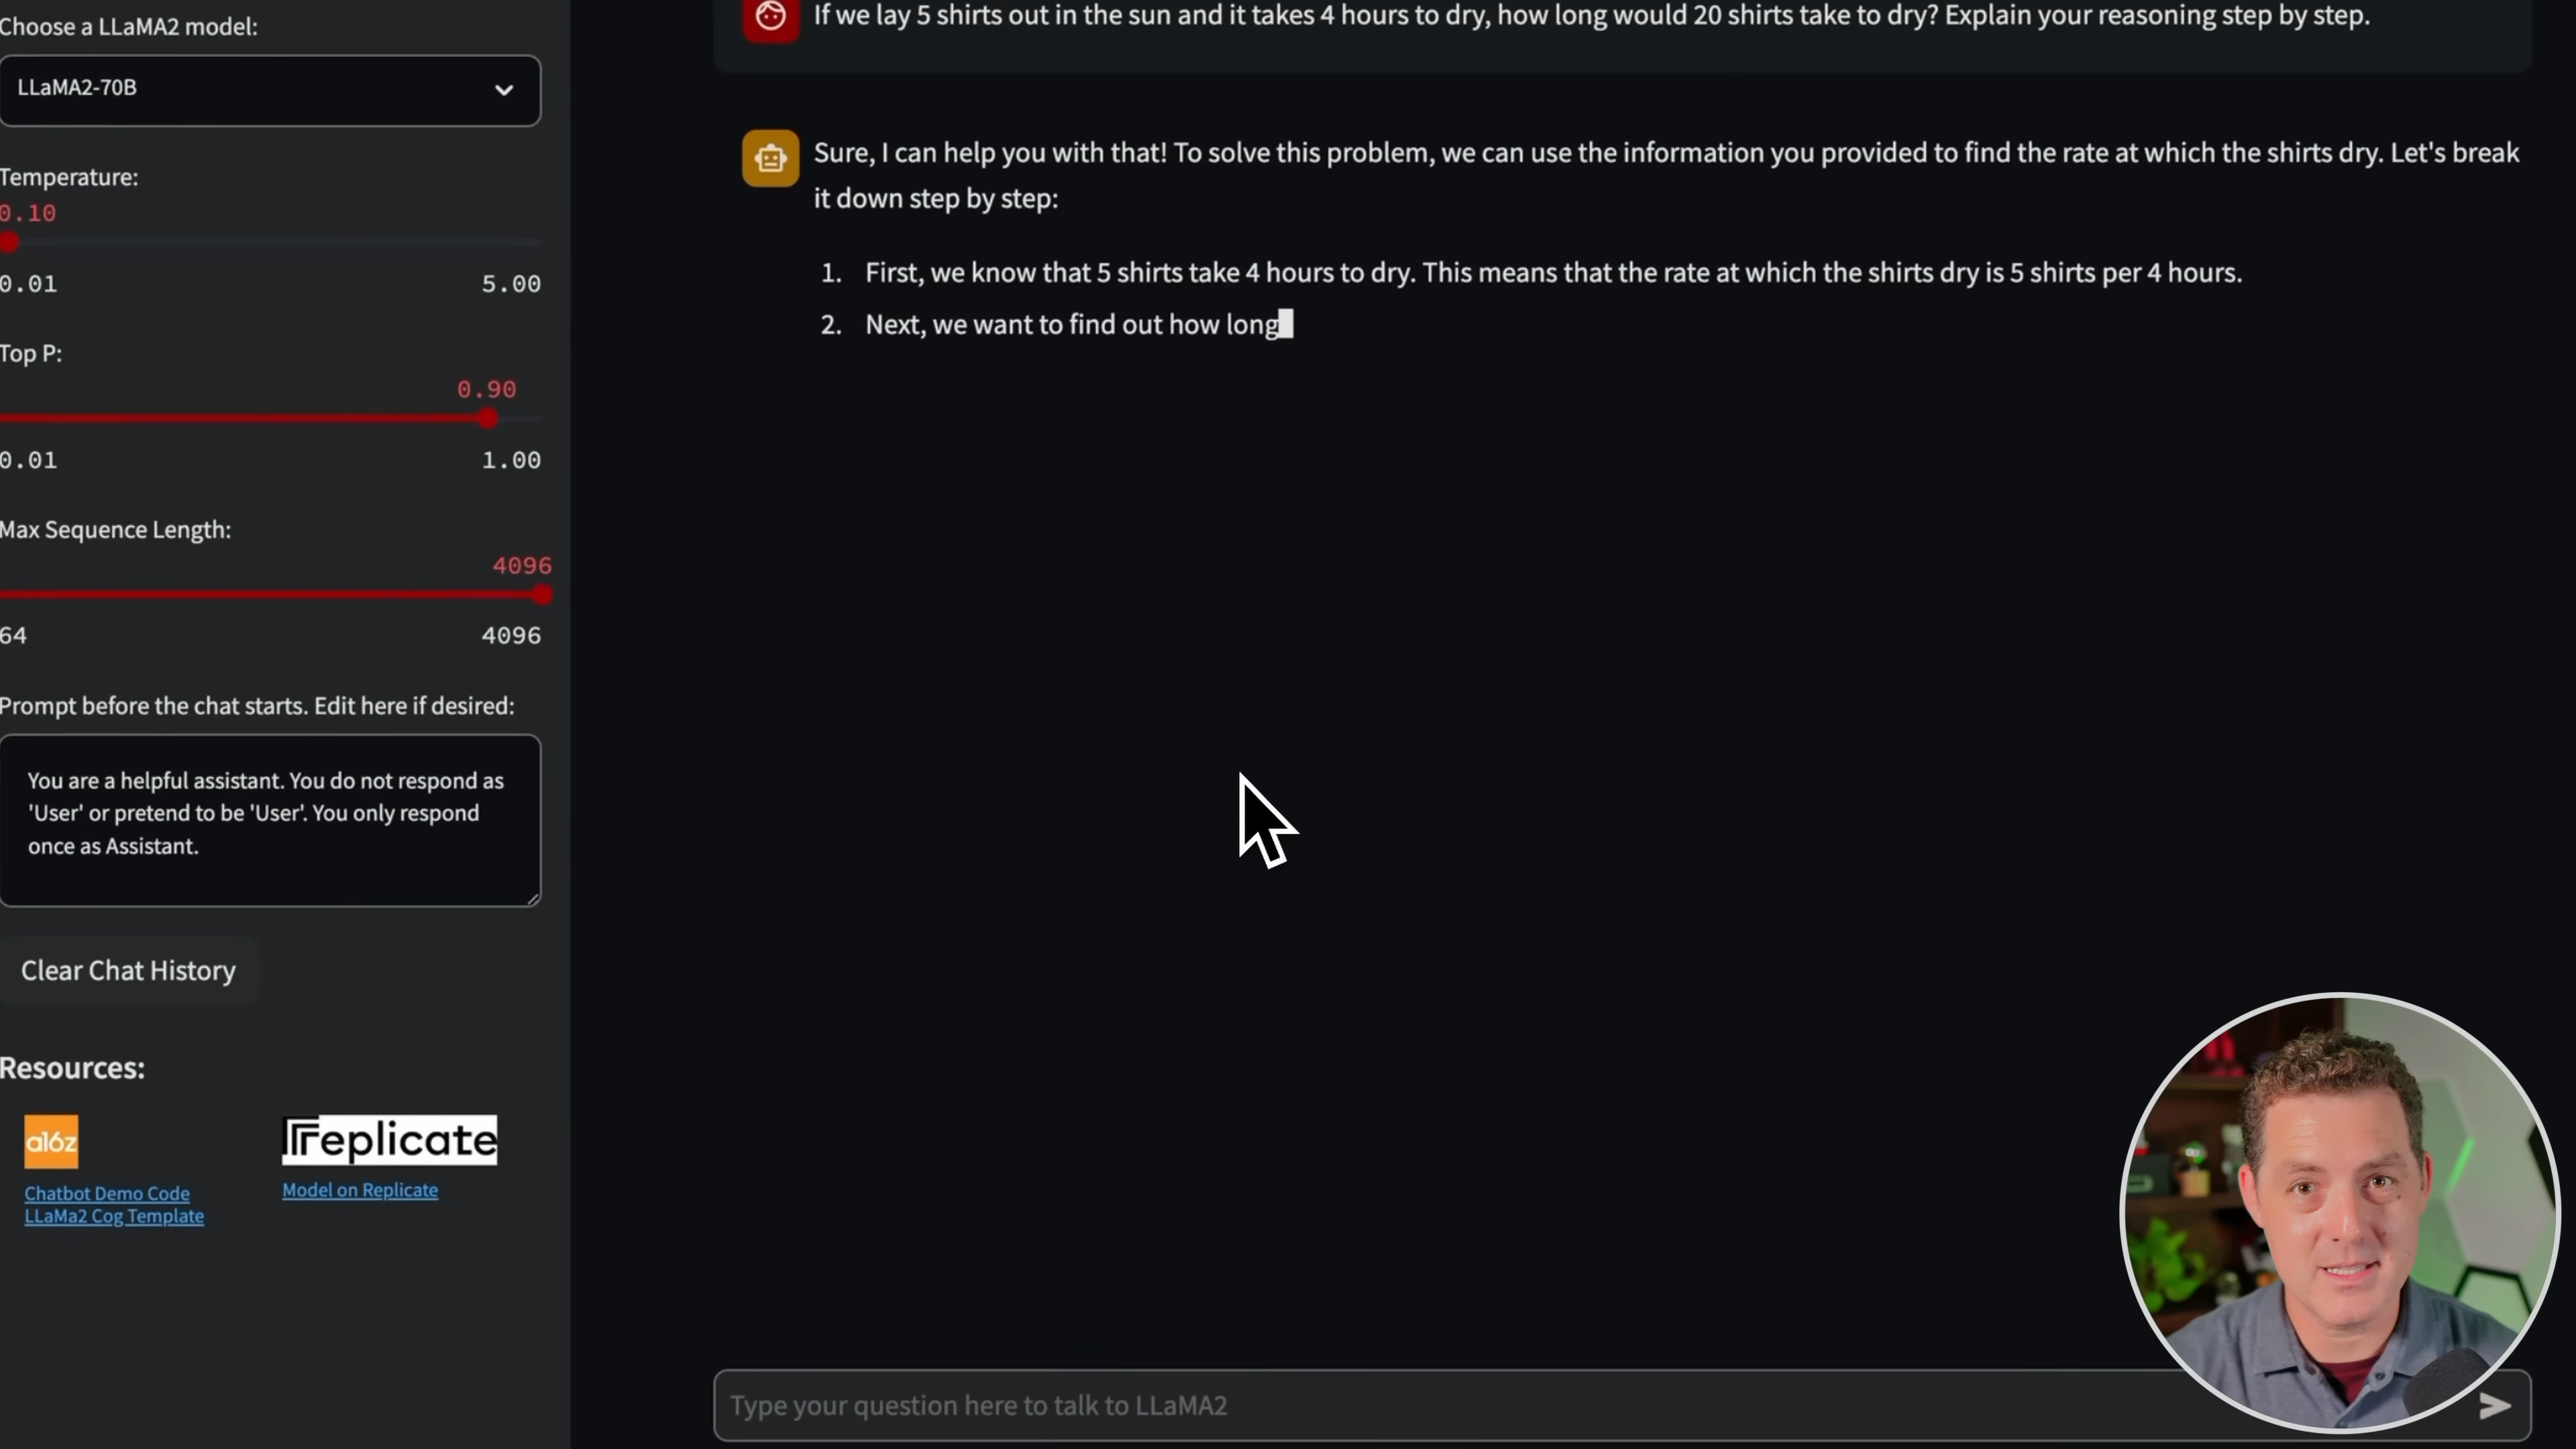 Choose a LLaMA2 model:
LLaMA2-70B
Temperature:
0.10
0.01 5.00
Top P:
0.90
0.01 1.00
Max Sequence Length:
4096
64 4096
Prompt before the chat starts. Edit here if desired:
You are a helpful assistant. You do not respond as
'User' or pretend to be 'User'. You only respond
once as Assistant.
Clear Chat History
Resources:
a16z
Chatbot Demo Code
LLaMa2 Cog Template
replicate
Model on Replicate
If we lay 5 shirts out in the sun and it takes 4 hours to dry, how long would 20 shirts take to dry? Explain your reasoning step by step.
Sure, I can help you with that! To solve this problem, we can use the information you provided to find the rate at which the shirts dry. Let's break
it down step by step:
1. First, we know that 5 shirts take 4 hours to dry. This means that the rate at which the shirts dry is 5 shirts per 4 hours.
2. Next, we want to find out how long
Type your question here to talk to LLaMA2